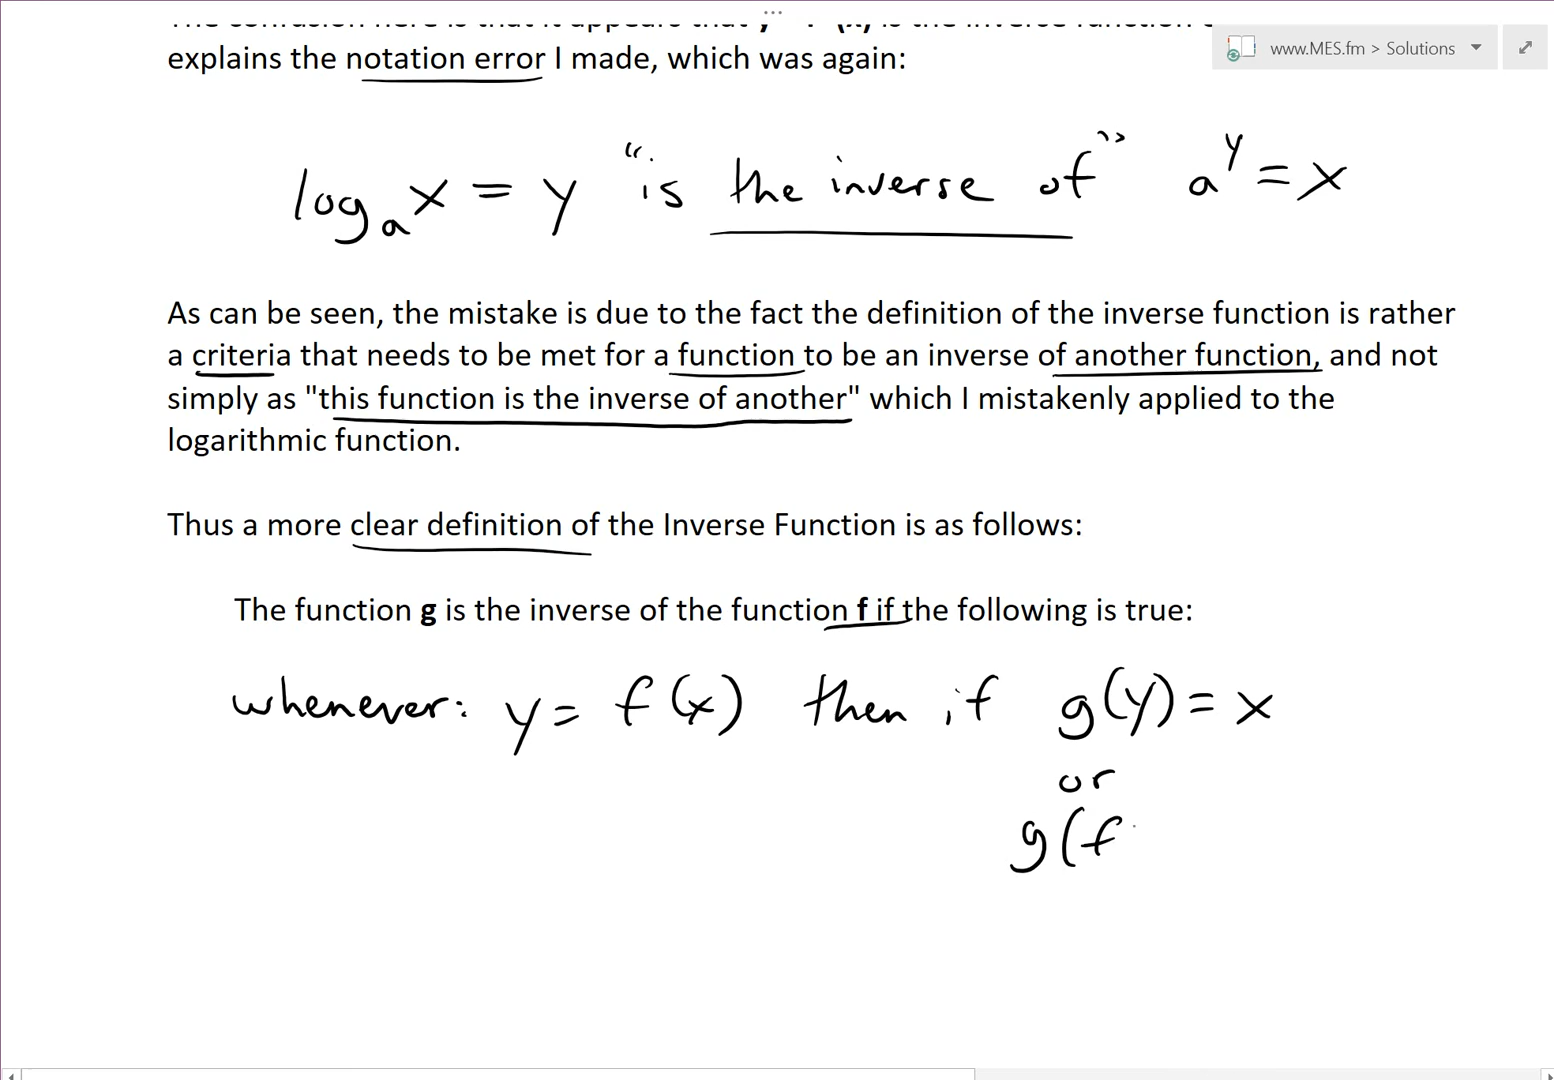 explains the notation error I made, which was again:
www.MES.fm > Solutions
logₐx = y "is the inverse of" aʸ = x
As can be seen, the mistake is due to the fact the definition of the inverse function is rather
a criteria that needs to be met for a function to be an inverse of another function, and not
simply as "this function is the inverse of another" which I mistakenly applied to the
logarithmic function.
Thus a more clear definition of the Inverse Function is as follows:
The function g is the inverse of the function f if the following is true:
whenever: y = f(x) then if g(y) = x
or
g(f